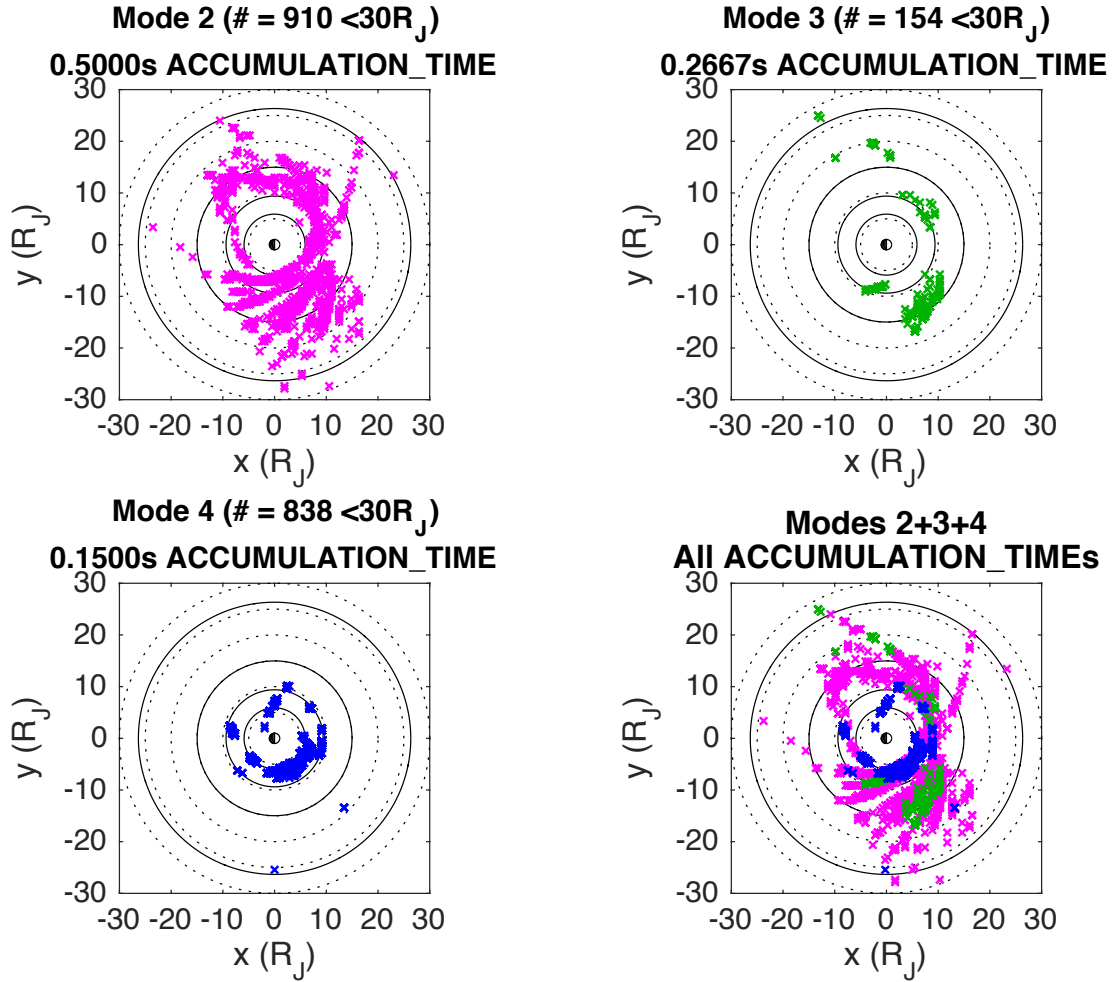 Mode 2 (# = 910 <30R_J)
0.5000s ACCUMULATION_TIME
30
20
10
0
-10
-20
-30
y (R_J)
-30 -20 -10 0 10 20 30
x (R_J)
Mode 3 (# = 154 <30R_J)
0.2667s ACCUMULATION_TIME
30
20
10
0
-10
-20
-30
y (R_J)
-30 -20 -10 0 10 20 30
x (R_J)
Mode 4 (# = 838 <30R_J)
0.1500s ACCUMULATION_TIME
30
20
10
0
-10
-20
-30
y (R_J)
-30 -20 -10 0 10 20 30
x (R_J)
Modes 2+3+4
All ACCUMULATION_TIMEs
30
20
10
0
-10
-20
-30
y (R_J)
-30 -20 -10 0 10 20 30
x (R_J)